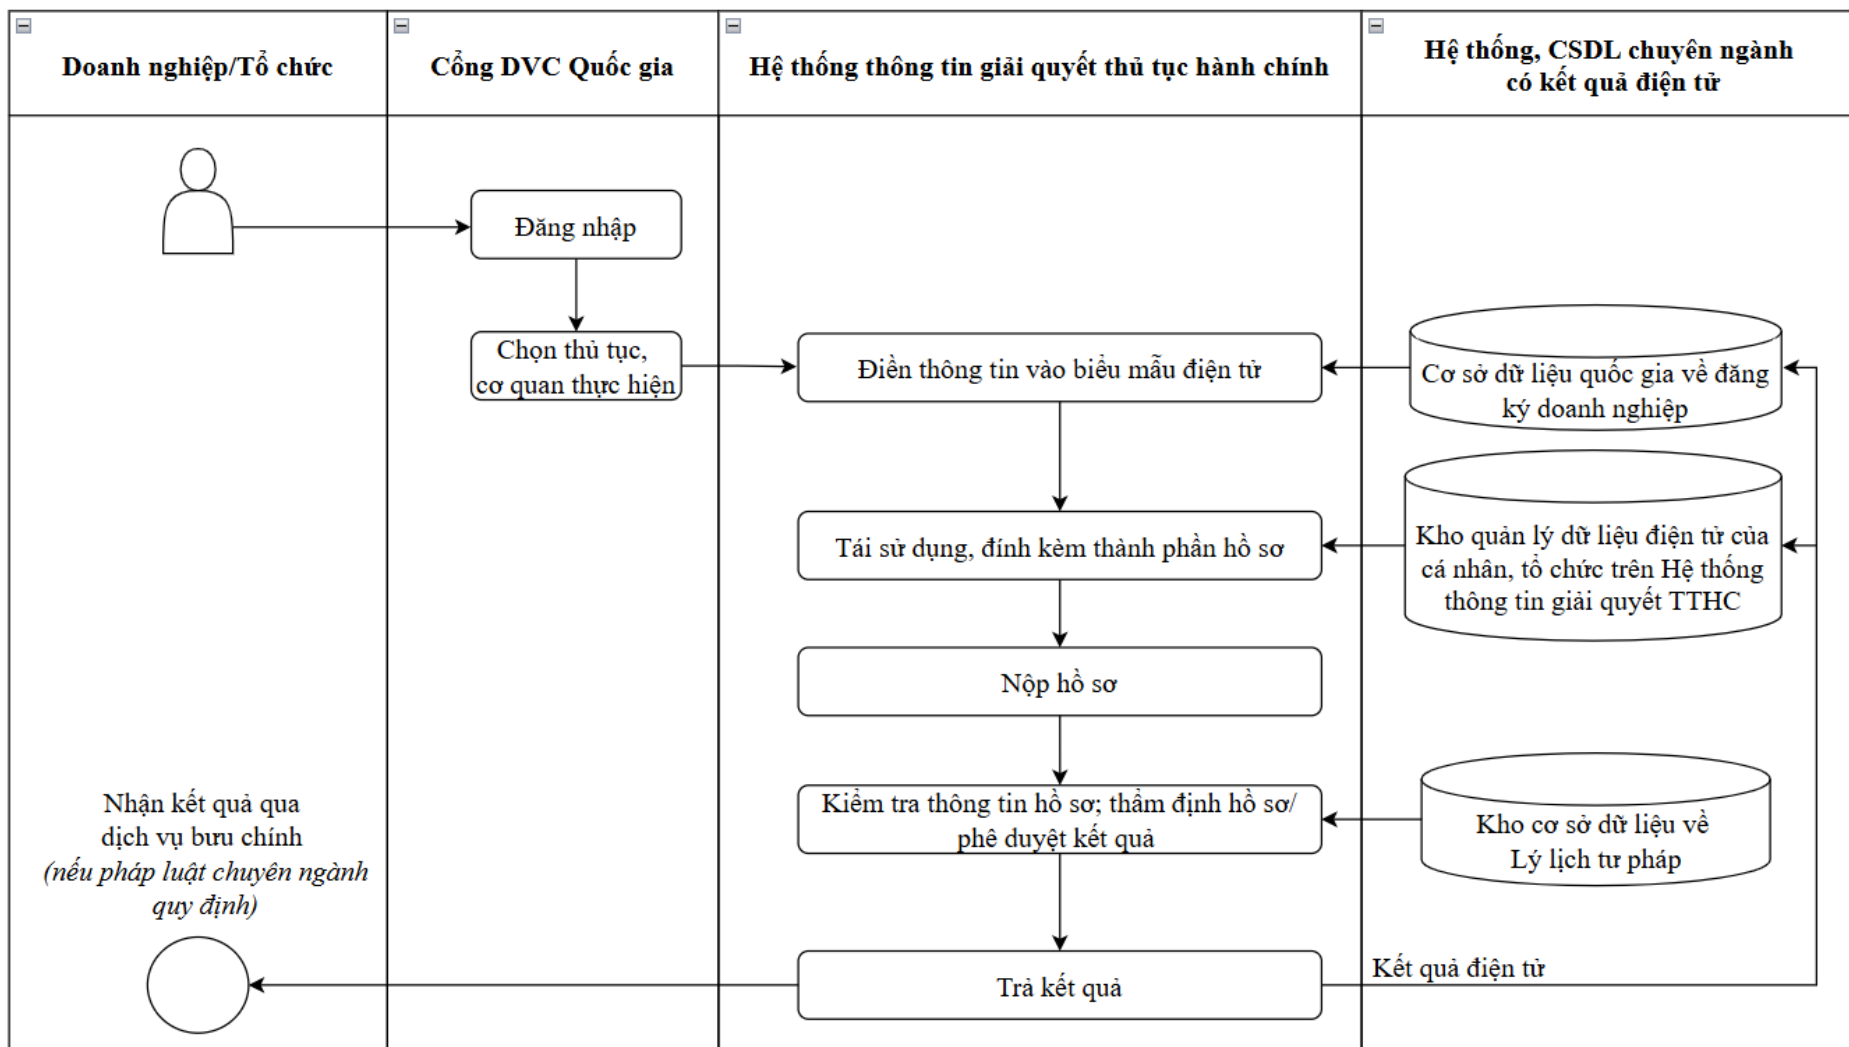 Doanh nghiệp/Tổ chức
Cổng DVC Quốc gia
Hệ thống thông tin giải quyết thủ tục hành chính
Hệ thống, CSDL chuyên ngành
có kết quả điện tử
Đăng nhập
Chọn thủ tục,
cơ quan thực hiện
Điền thông tin vào biểu mẫu điện tử
Cơ sở dữ liệu quốc gia về đăng
ký doanh nghiệp
Tái sử dụng, đính kèm thành phần hồ sơ
Kho quản lý dữ liệu điện tử của
cá nhân, tổ chức trên Hệ thống
thông tin giải quyết TTHC
Nộp hồ sơ
Kiểm tra thông tin hồ sơ; thẩm định hồ sơ/
phê duyệt kết quả
Kho cơ sở dữ liệu về
Lý lịch tư pháp
Nhận kết quả qua
dịch vụ bưu chính
(nếu pháp luật chuyên ngành
quy định)
Trả kết quả
Kết quả điện tử